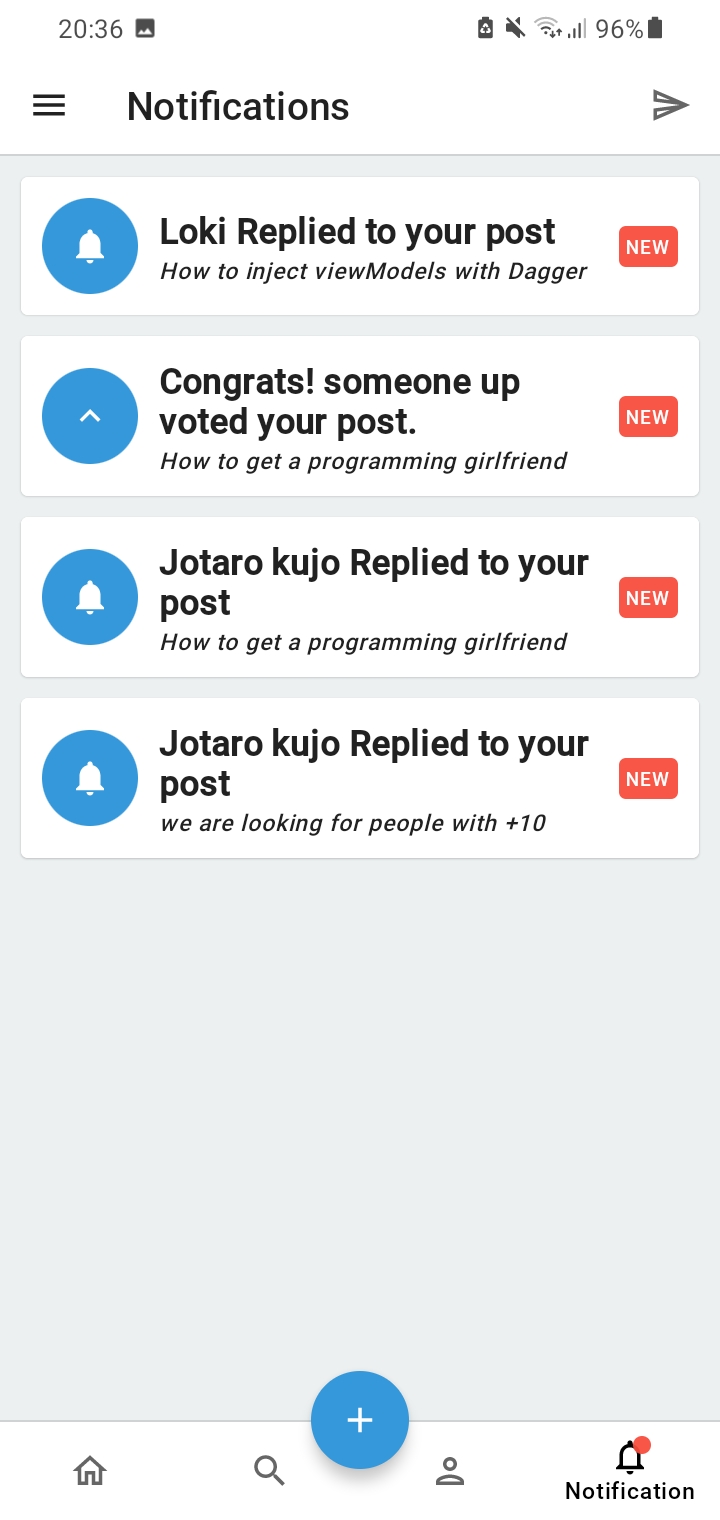 20:36
96%
Notifications
Loki Replied to your post
How to inject viewModels with Dagger
NEW
Congrats! someone up
voted your post.
How to get a programming girlfriend
NEW
Jotaro kujo Replied to your
post
How to get a programming girlfriend
NEW
Jotaro kujo Replied to your
post
we are looking for people with +10
NEW
Notification